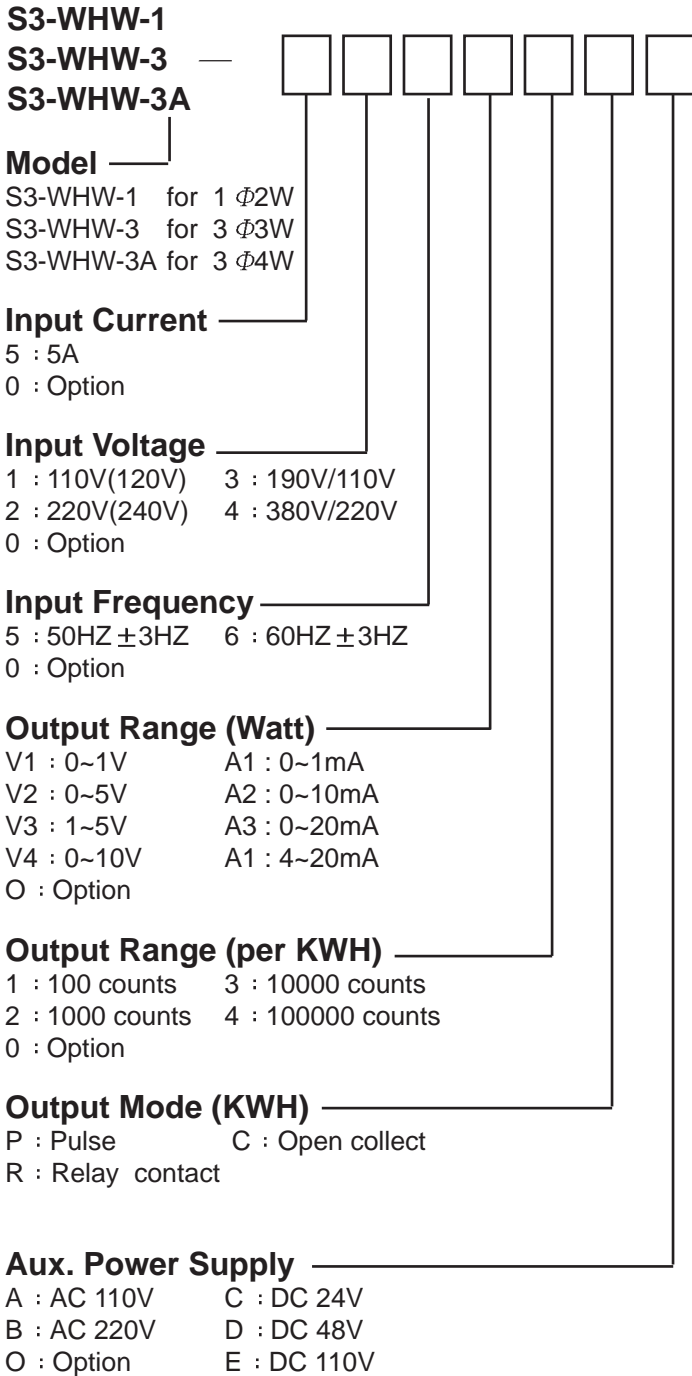 S3-WHW-1
S3-WHW-3 —
S3-WHW-3A
Model
S3-WHW-1 for 1 Φ2W
S3-WHW-3 for 3 Φ3W
S3-WHW-3A for 3 Φ4W
Input Current
5 : 5A
0 : Option
Input Voltage
1 : 110V(120V) 3 : 190V/110V
2 : 220V(240V) 4 : 380V/220V
0 : Option
Input Frequency
5 : 50HZ ±3HZ 6 : 60HZ ±3HZ
0 : Option
Output Range (Watt)
V1 : 0~1V A1 : 0~1mA
V2 : 0~5V A2 : 0~10mA
V3 : 1~5V A3 : 0~20mA
V4 : 0~10V A1 : 4~20mA
O : Option
Output Range (per KWH)
1 : 100 counts 3 : 10000 counts
2 : 1000 counts 4 : 100000 counts
0 : Option
Output Mode (KWH)
P : Pulse C : Open collect
R : Relay contact
Aux. Power Supply
A : AC 110V C : DC 24V
B : AC 220V D : DC 48V
O : Option E : DC 110V